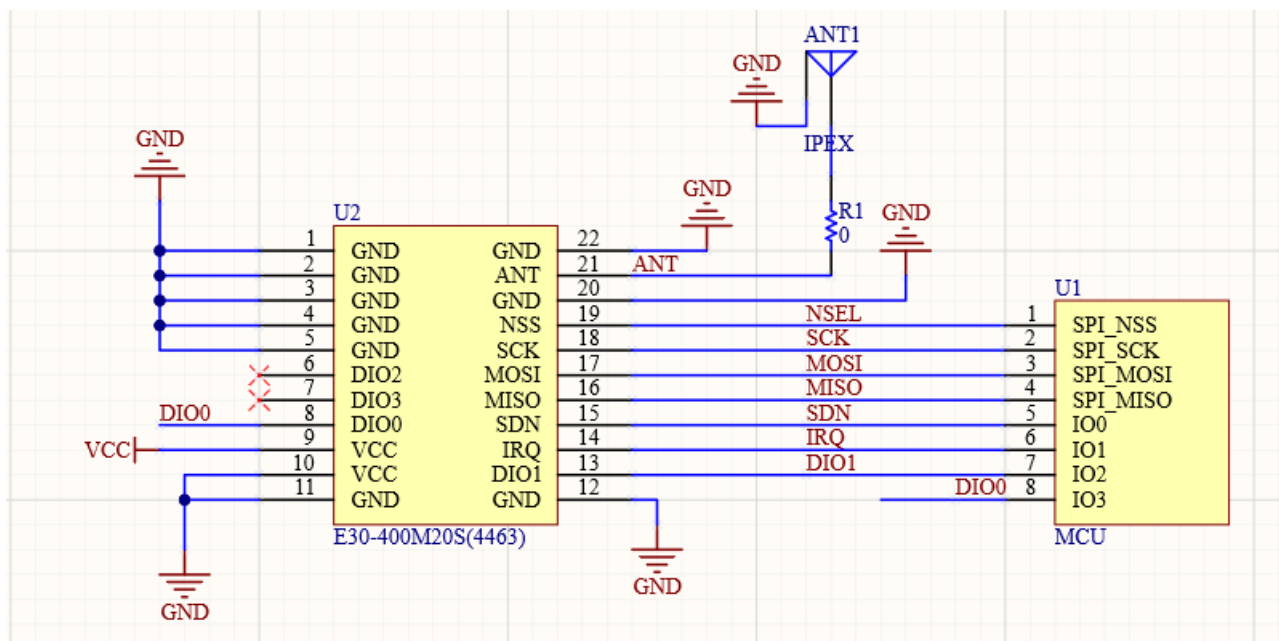 ANT1
GND
IPEX
GND
GND
R1
0
GND
U2
1 GND GND 22
2 GND ANT 21 ANT
3 GND GND 20
4 GND NSS 19 NSEL
5 GND SCK 18 SCK
6 DIO2 MOSI 17 MOSI
7 DIO3 MISO 16 MISO
DIO0 8 DIO0 SDN 15 SDN
VCC 9 VCC IRQ 14 IRQ
10 VCC DIO1 13 DIO1
11 GND GND 12
E30-400M20S(4463)
GND
GND
U1
1 SPI_NSS
2 SPI_SCK
3 SPI_MOSI
4 SPI_MISO
5 IO0
6 IO1
7 IO2
DIO0 8 IO3
MCU